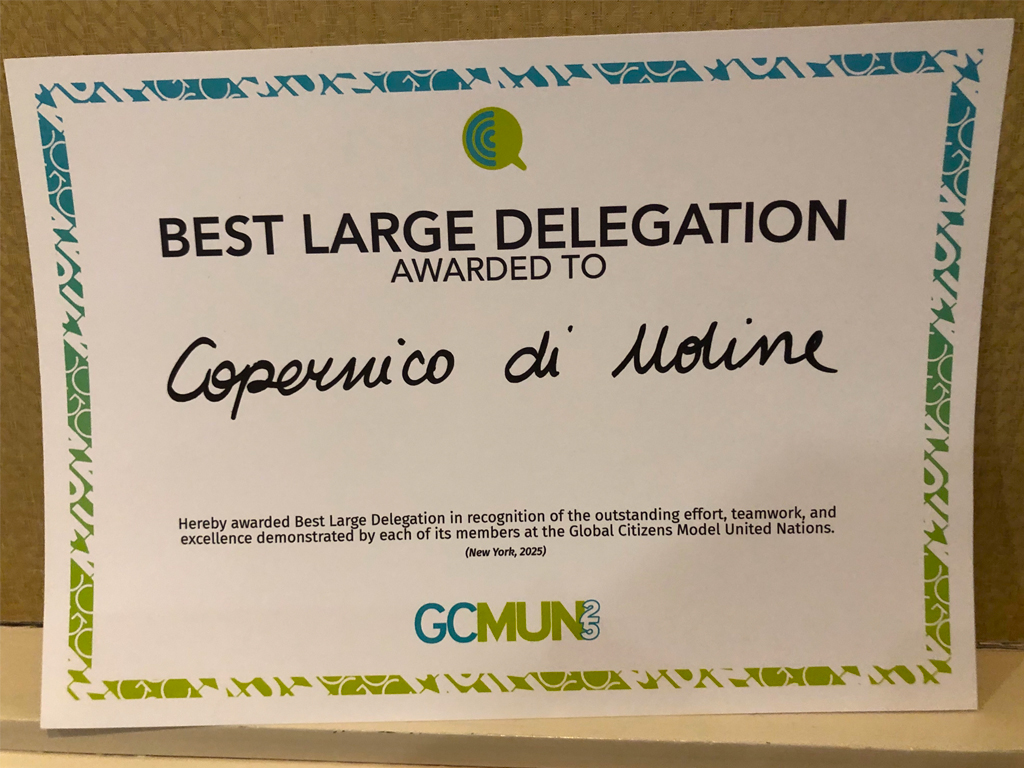 BEST LARGE DELEGATION
AWARDED TO
Copernico di Moline
Hereby awarded Best Large Delegation in recognition of the outstanding effort, teamwork, and
excellence demonstrated by each of its members at the Global Citizens Model United Nations.
(New York, 2025)
GCMUN25